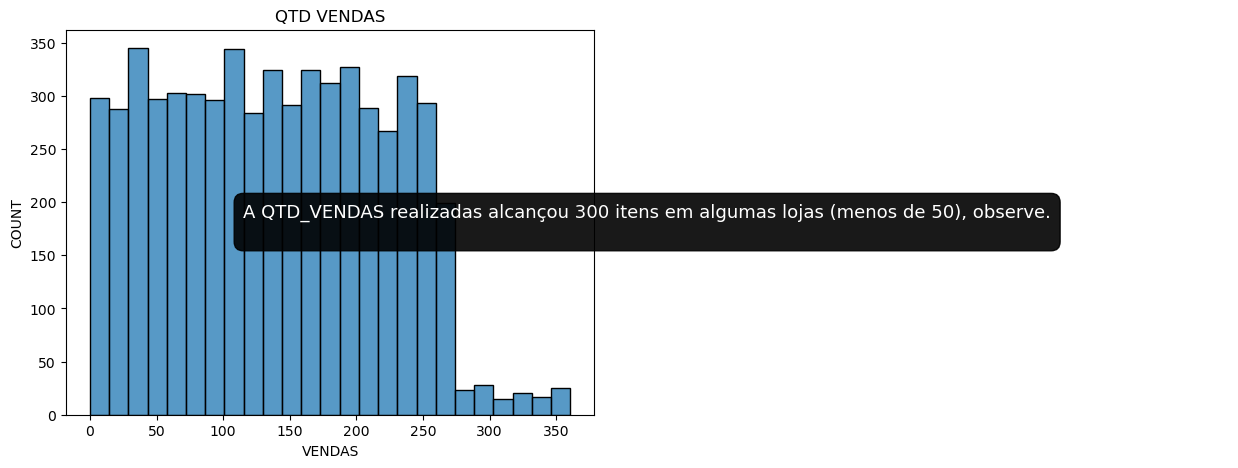 QTD VENDAS
350
300
250
200
150
100
50
0
COUNT
A QTD_VENDAS realizadas alcançou 300 itens em algumas lojas (menos de 50), observe.
0 50 100 150 200 250 300 350
VENDAS